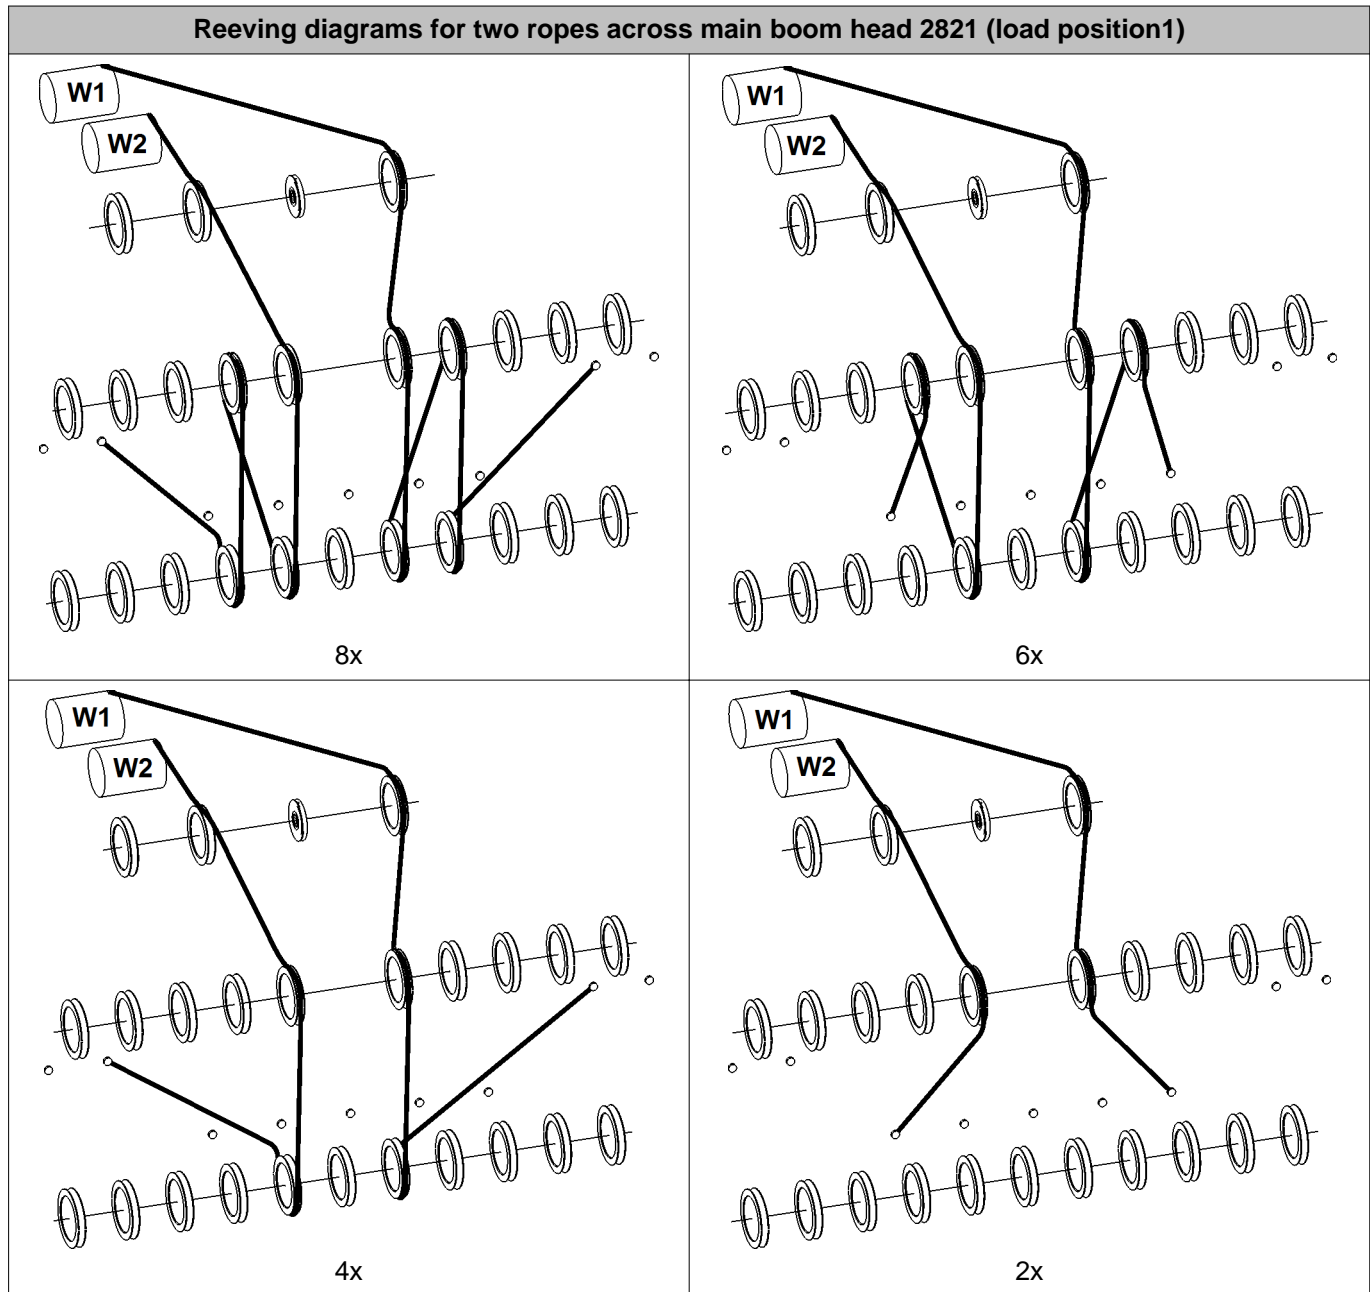 Reeving diagrams for two ropes across main boom head 2821 (load position1)
W1
W2
8x
W1
W2
6x
W1
W2
4x
W1
W2
2x